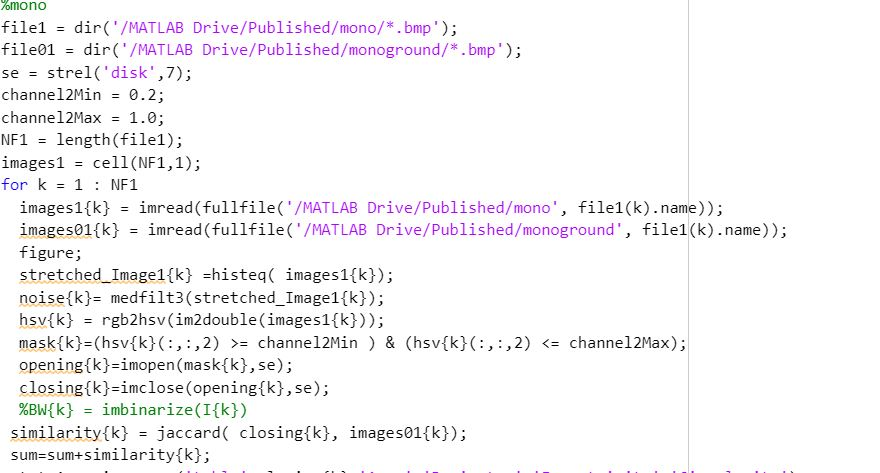 %mono
file1 = dir('/MATLAB Drive/Published/mono/*.bmp');
file01 = dir('/MATLAB Drive/Published/monoground/*.bmp');
se = strel('disk',7);
channel2Min = 0.2;
channel2Max = 1.0;
NF1 = length(file1);
images1 = cell(NF1,1);
for k = 1 : NF1
images1{k} = imread(fullfile('/MATLAB Drive/Published/mono', file1(k).name));
images01{k} = imread(fullfile('/MATLAB Drive/Published/monoground', file1(k).name));
figure;
stretched_Image1{k} =histeq( images1{k});
noise{k}= medfilt3(stretched_Image1{k});
hsv{k} = rgb2hsv(im2double(images1{k}));
mask{k}=(hsv{k}(:,:,2) >= channel2Min ) & (hsv{k}(:,:,2) <= channel2Max);
opening{k}=imopen(mask{k},se);
closing{k}=imclose(opening{k},se);
%BW{k} = imbinarize(I{k})
similarity{k} = jaccard( closing{k}, images01{k});
sum=sum+similarity{k};